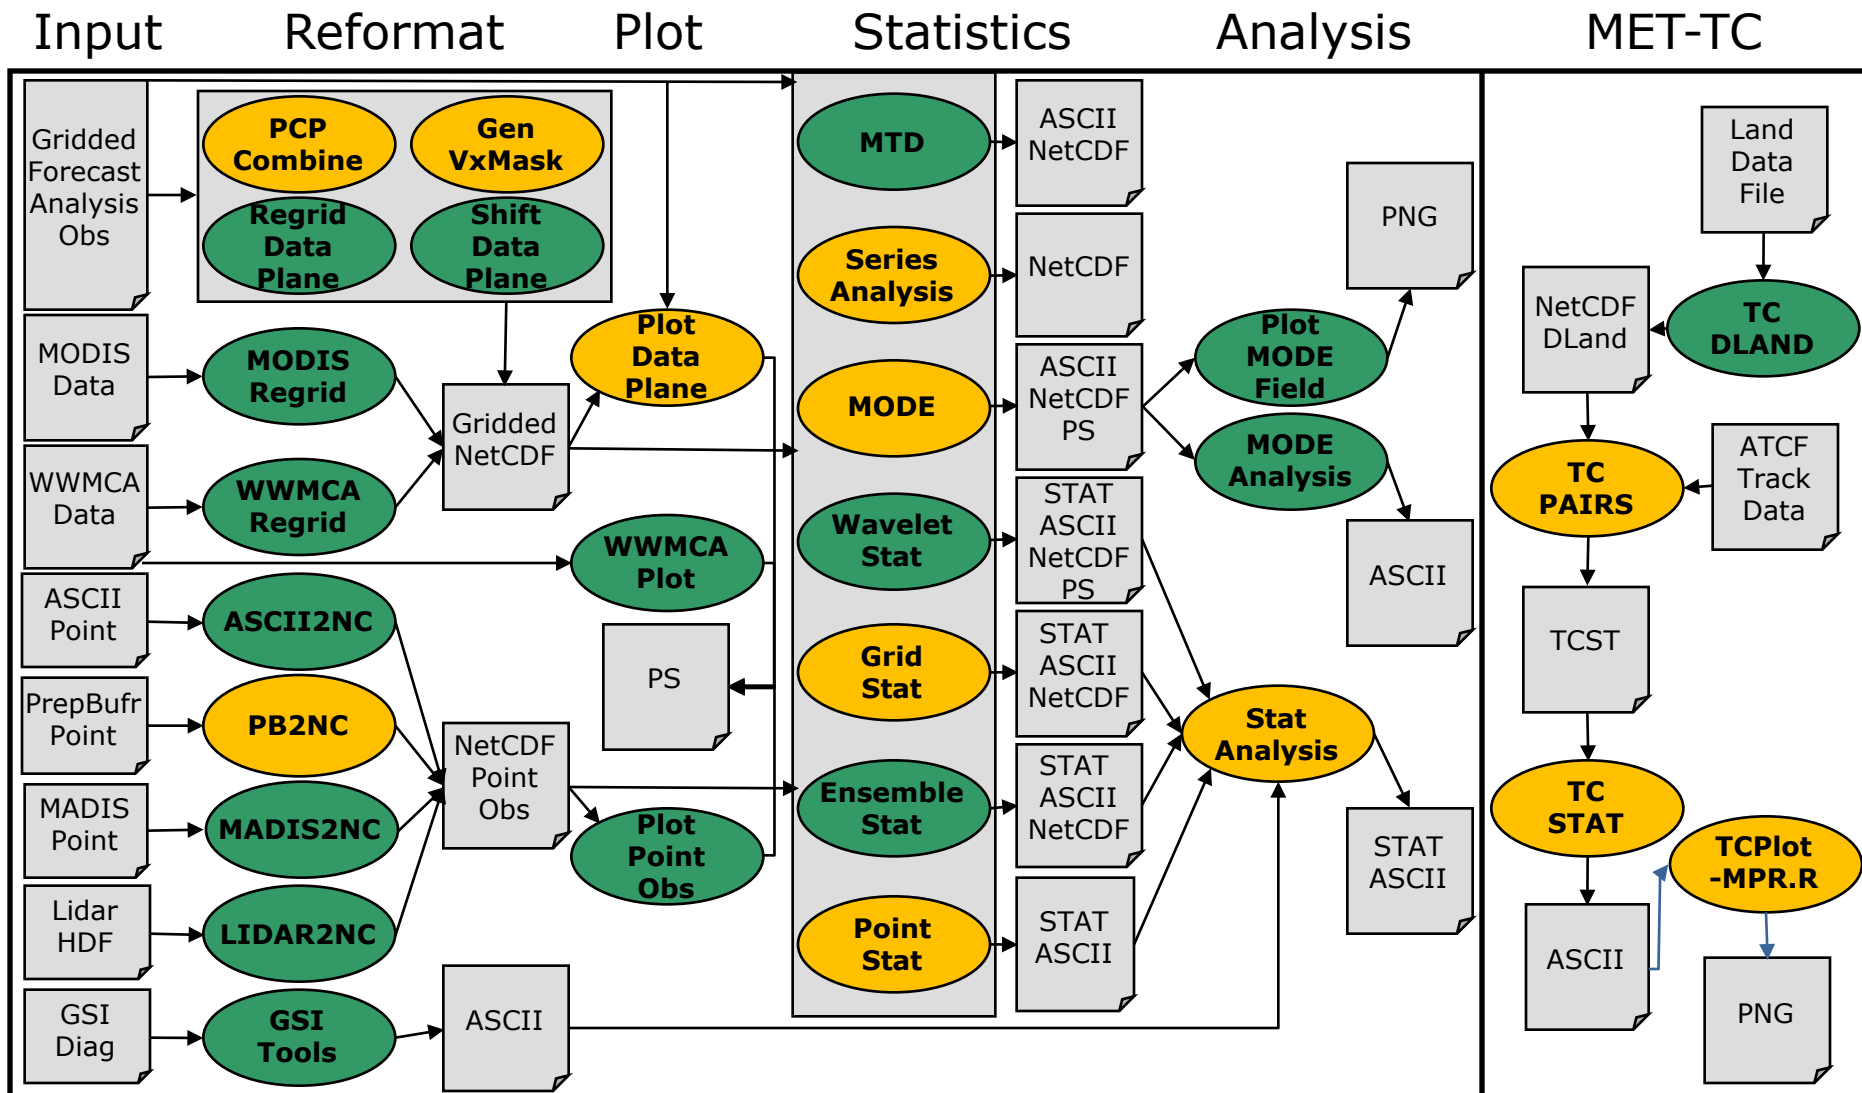 Input
Reformat
Plot
Statistics
Analysis
MET-TC
Gridded
Forecast
Analysis
Obs
PCP
Combine
Gen
VxMask
Regrid
Data
Plane
Shift
Data
Plane
MODIS
Data
MODIS
Regrid
WWMCA
Data
WWMCA
Regrid
Gridded
NetCDF
Plot
Data
Plane
WWMCA
Plot
ASCII
Point
ASCII2NC
PrepBufr
Point
PB2NC
MADIS
Point
MADIS2NC
Lidar
HDF
LIDAR2NC
GSI
Diag
GSI
Tools
ASCII
NetCDF
Point
Obs
PS
Plot
Point
Obs
MTD
ASCII
NetCDF
Series
Analysis
NetCDF
MODE
ASCII
NetCDF
PS
Wavelet
Stat
STAT
ASCII
NetCDF
PS
Grid
Stat
STAT
ASCII
NetCDF
Ensemble
Stat
STAT
ASCII
NetCDF
Point
Stat
STAT
ASCII
Plot
MODE
Field
PNG
MODE
Analysis
ASCII
Stat
Analysis
STAT
ASCII
Land
Data
File
TC
DLAND
NetCDF
DLand
TC
PAIRS
ATCF
Track
Data
TCST
TC
STAT
TCPlot
-MPR.R
ASCII
PNG